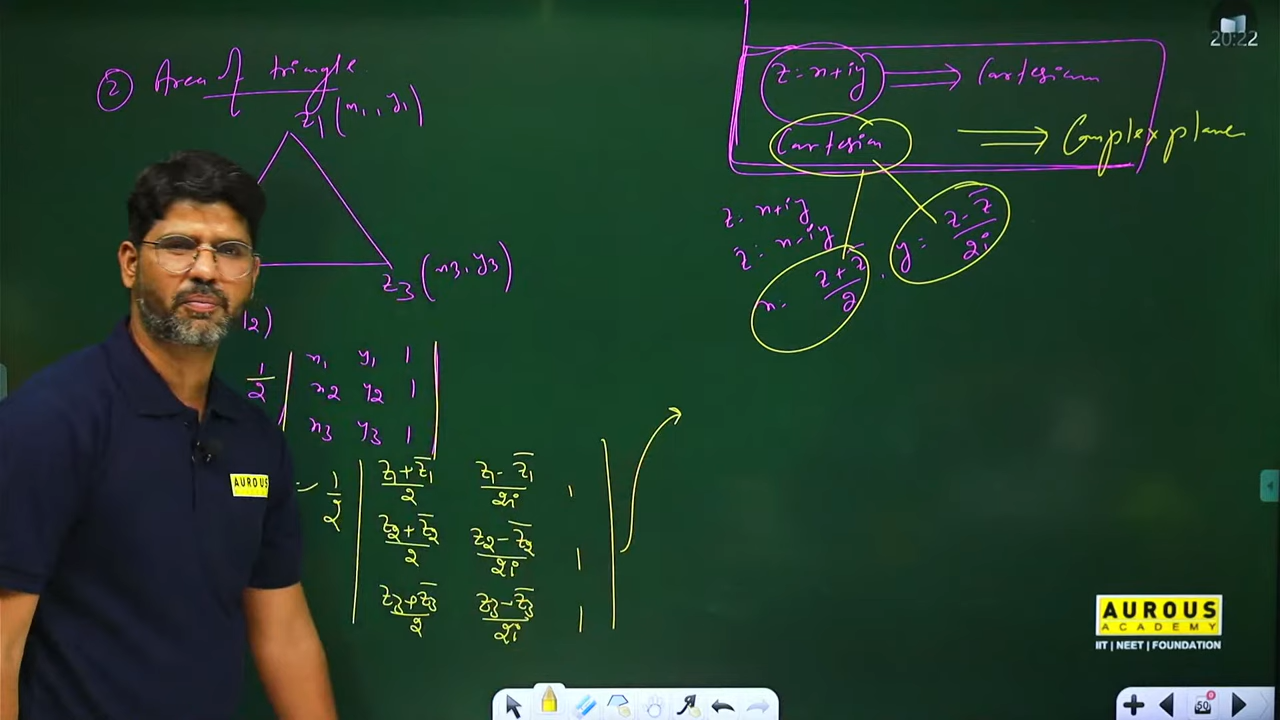 ② Area of triangle
z1 (x1, y1)
z3 (x3, y3)
1/2 | x1 y1 1 |
| x2 y2 1 |
| x3 y3 1 |
= 1/2 | (z1 + z̅1)/2 (z1 - z̅1)/2i 1 |
| (z2 + z̅2)/2 (z2 - z̅2)/2i 1 |
| (z3 + z̅3)/2 (z3 - z̅3)/2i 1 |
z = x + iy ⟹ Cartesian
Cartesian ⟹ Complex plane
z = x + iy
z̅ = x - iy
x = (z + z̅)/2 , y = (z - z̅)/2i
20:22
AUROUS
AUROUS
ACADEMY
IIT | NEET | FOUNDATION
50